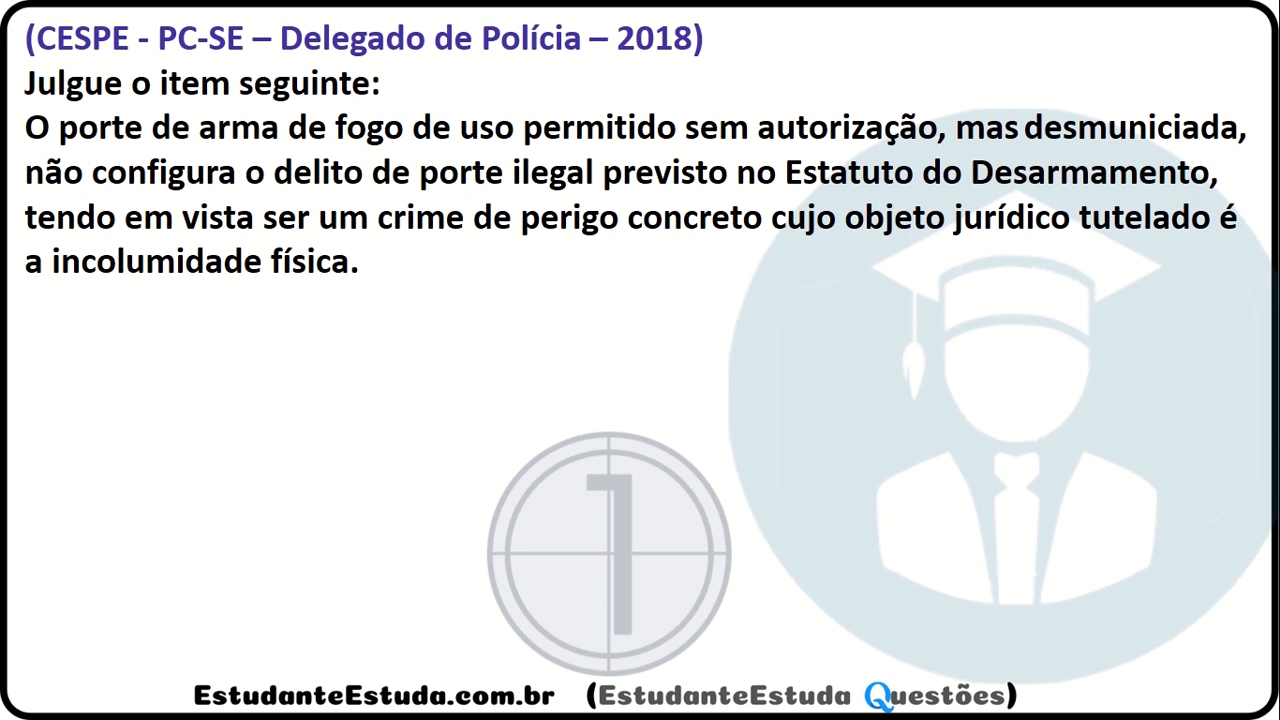 (CESPE - PC-SE – Delegado de Polícia – 2018)
Julgue o item seguinte:
O porte de arma de fogo de uso permitido sem autorização, mas desmuniciada,
não configura o delito de porte ilegal previsto no Estatuto do Desarmamento,
tendo em vista ser um crime de perigo concreto cujo objeto jurídico tutelado é
a incolumidade física.
1
EstudanteEstuda.com.br (EstudanteEstuda Questões)